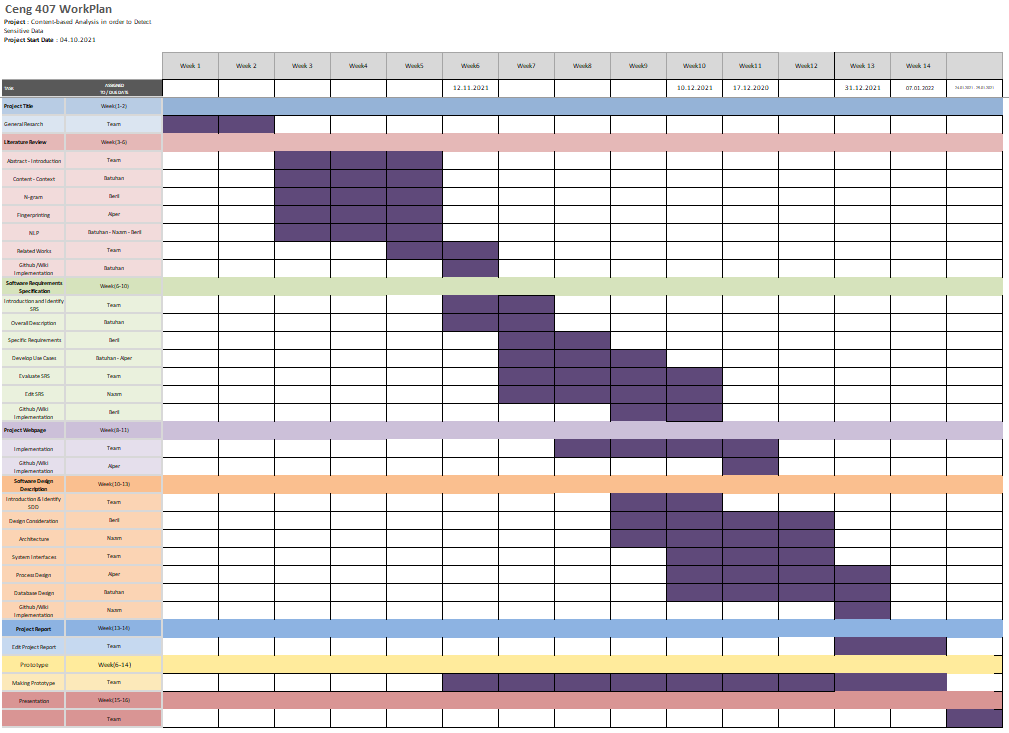 Ceng 407 WorkPlan
Project : Content-based Analysis in order to Detect
Sensitive Data
Project Start Date : 04.10.2021
Week 1 Week 2 Week 3 Week4 Week5 Week6 Week7 Week8 Week9 Week10 Week11 Week12 Week 13 Week 14
TASK ASSIGNED
TO / DUE DATE
12.11.2021 10.12.2021 17.12.2020 31.12.2021 07.01.2022
Project Title Week(1-2)
General Resarch Team
Literature Review Week(3-6)
Abstract - Introduction Team
Content - Context Batuhan
N-gram Beril
Fingerprinting Alper
NLP Batuhan - Nazım - Beril
Related Works Team
Github /Wiki
Implementation Batuhan
Software Requirements
Specification Week(6-10)
Introduction and Identify
SRS Team
Overall Description Batuhan
Specific Requirements Beril
Develop Use Cases Batuhan - Alper
Evaluate SRS Team
Edit SRS Nazım
Github /Wiki
Implementation Beril
Project Webpage Week(8-11)
Implementation Team
Github /Wiki
Implementation Alper
Software Design
Description Week(10-13)
Introduction & Identify
SDD Team
Design Consideration Beril
Architecture Nazım
System Interfaces Team
Process Design Alper
Database Design Batuhan
Github /Wiki
Implementation Nazım
Project Report Week(13-14)
Edit Project Report Team
Prototype Week(6-14)
Making Prototype Team
Presentation Week(15-16)
Team